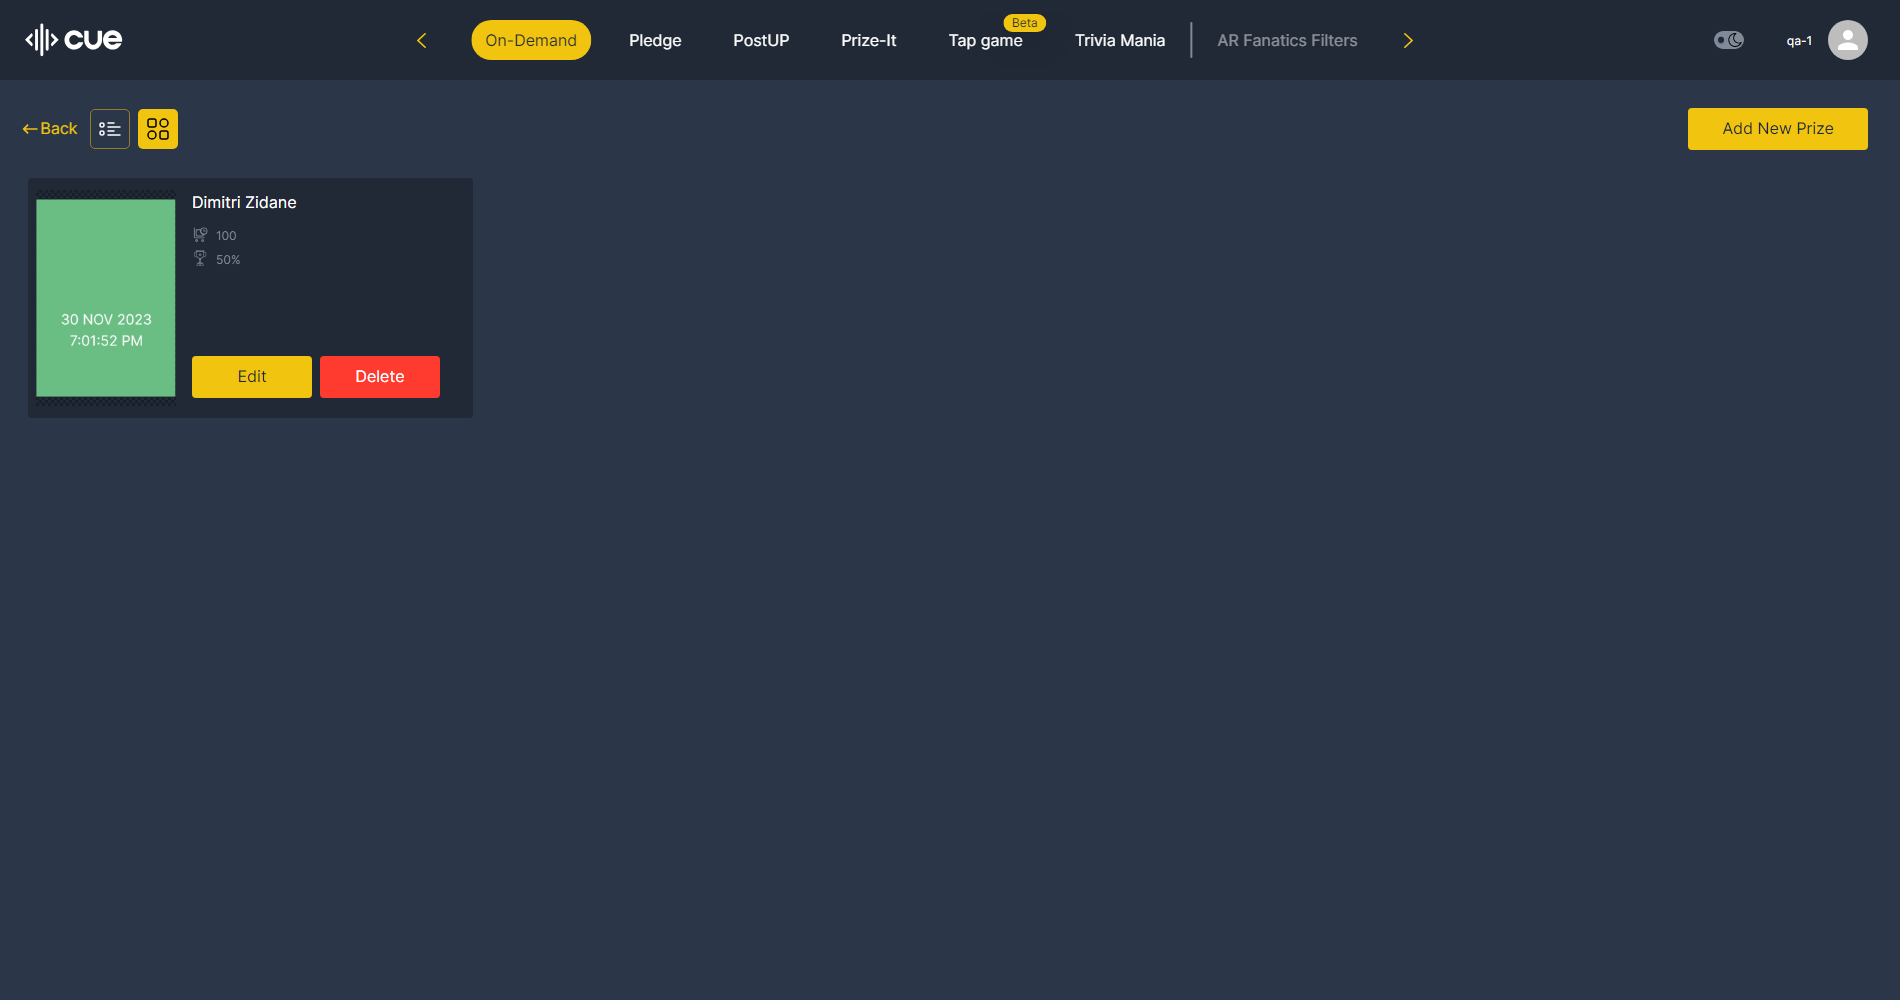 cue
On-Demand
Pledge
PostUP
Prize-It
Tap game
Beta
Trivia Mania
AR Fanatics Filters
qa-1
Back
Add New Prize
Dimitri Zidane
100
50%
30 NOV 2023
7:01:52 PM
Edit
Delete